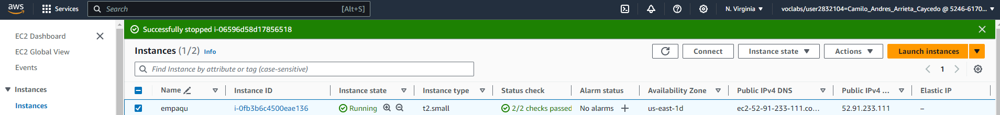 aws Services Search [Alt+S] N. Virginia voclabs/user2832104=Camilo_Andres_Arrieta_Caycedo @ 5246-6170...
EC2 Dashboard
EC2 Global View
Events
Instances
Instances
Successfully stopped i-06596d58d17856518
Instances (1/2) Info Connect Instance state Actions Launch instances
Find Instance by attribute or tag (case-sensitive) 1
Name Instance ID Instance state Instance type Status check Alarm status Availability Zone Public IPv4 DNS Public IPv4 ... Elastic IP
empaqu i-0fb3b6c4500eae136 Running t2.small 2/2 checks passed No alarms + us-east-1d ec2-52-91-233-111.co... 52.91.233.111 –